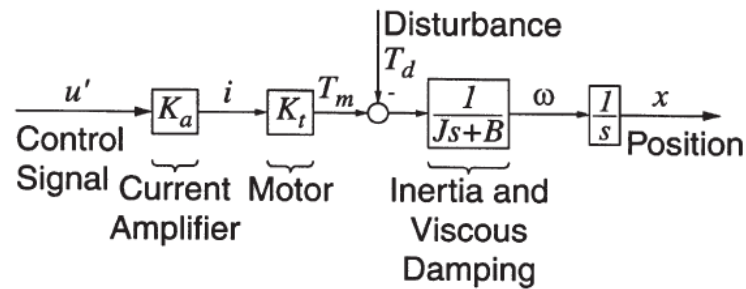 Disturbance
u' i T_m T_d -
K_a K_t 1/(Js+B) ω 1/s x
Control Signal
Current Amplifier
Motor
Inertia and Viscous Damping
Position